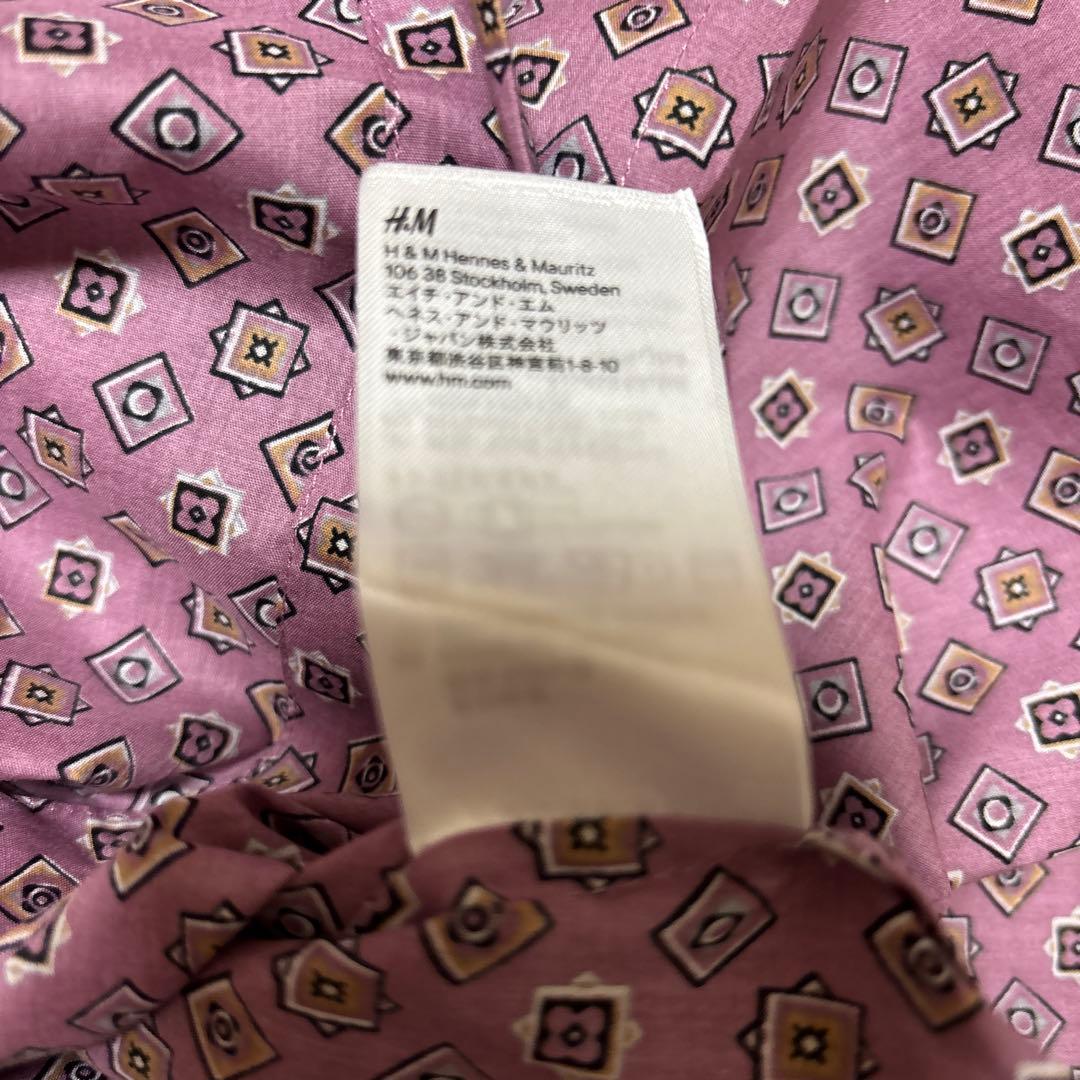 H&M
H & M Hennes & Mauritz
106 38 Stockholm, Sweden
エイチ・アンド・エム
ヘネス・アンド・マウリッツ
・ジャパン株式会社
東京都渋谷区神宮前1-8-10
www.hm.com